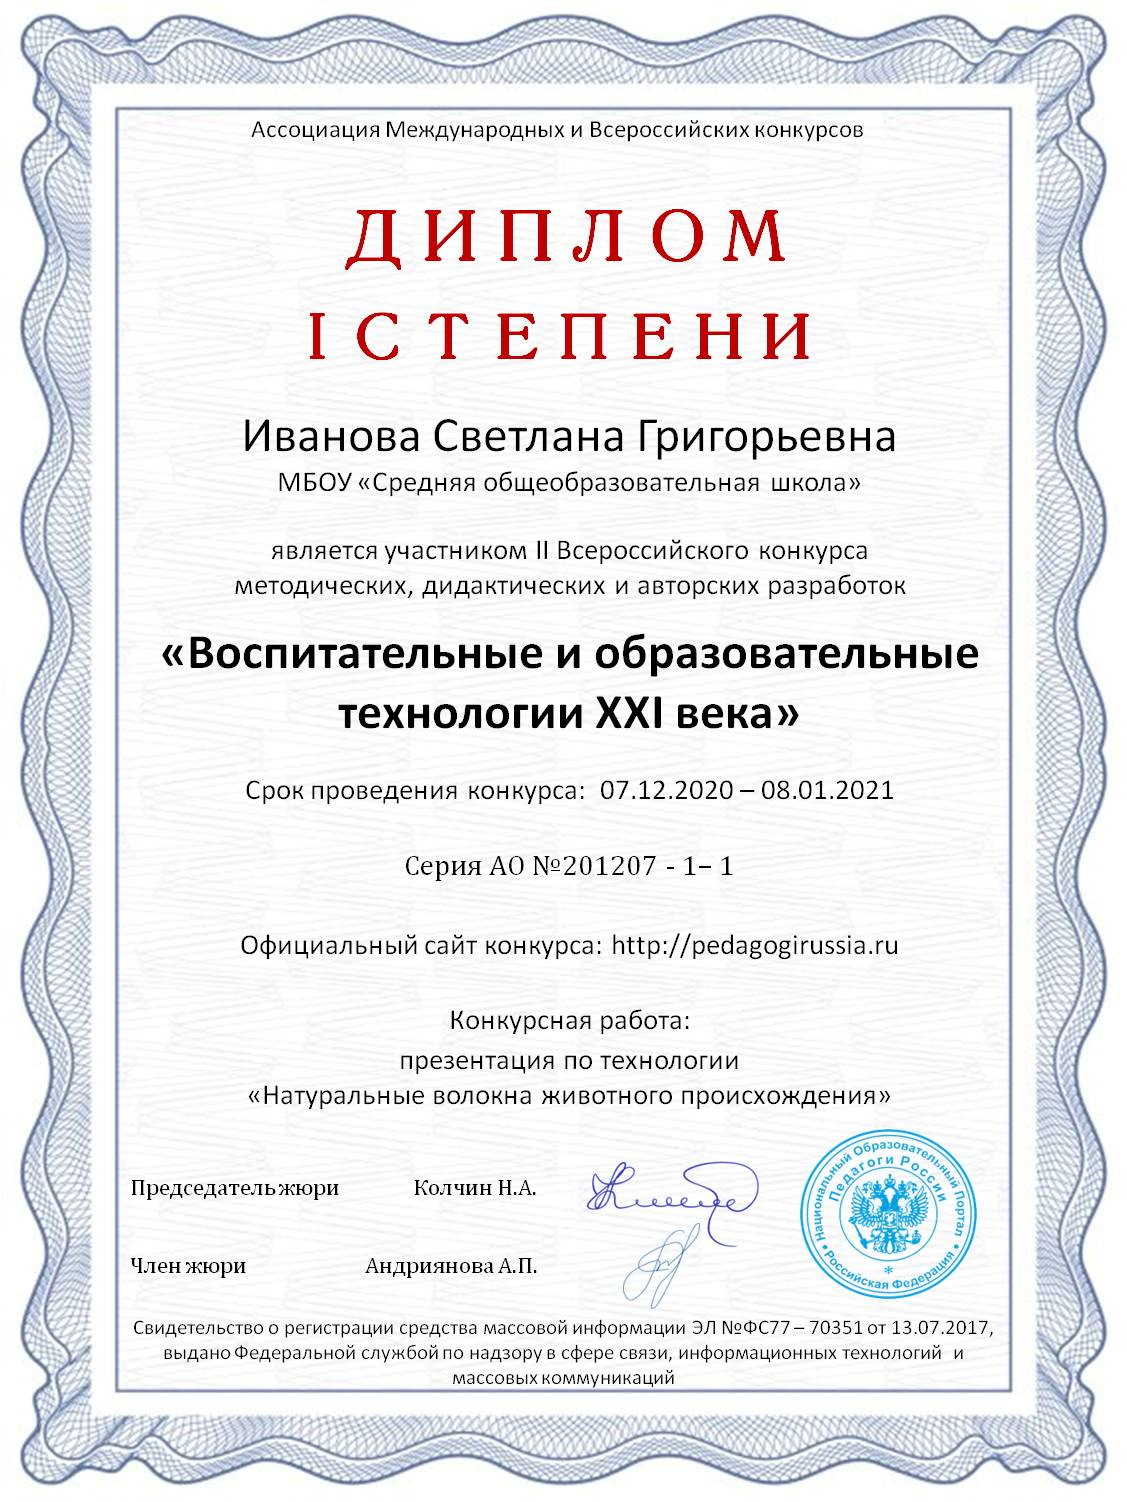 Ассоциация Международных и Всероссийских конкурсов
ДИПЛОМ
I СТЕПЕНИ
Иванова Светлана Григорьевна
МБОУ «Средняя общеобразовательная школа»
является участником II Всероссийского конкурса
методических, дидактических и авторских разработок
«Воспитательные и образовательные
технологии XXI века»
Срок проведения конкурса: 07.12.2020 – 08.01.2021
Серия АО №201207 - 1– 1
Официальный сайт конкурса: http://pedagogirussia.ru
Конкурсная работа:
презентация по технологии
«Натуральные волокна животного происхождения»
Председатель жюри Колчин Н.А.
Член жюри Андриянова А.П.
Национальный Образовательный Портал
Педагоги России
• Российская Федерация •
Свидетельство о регистрации средства массовой информации ЭЛ №ФС77 – 70351 от 13.07.2017,
выдано Федеральной службой по надзору в сфере связи, информационных технологий и
массовых коммуникаций